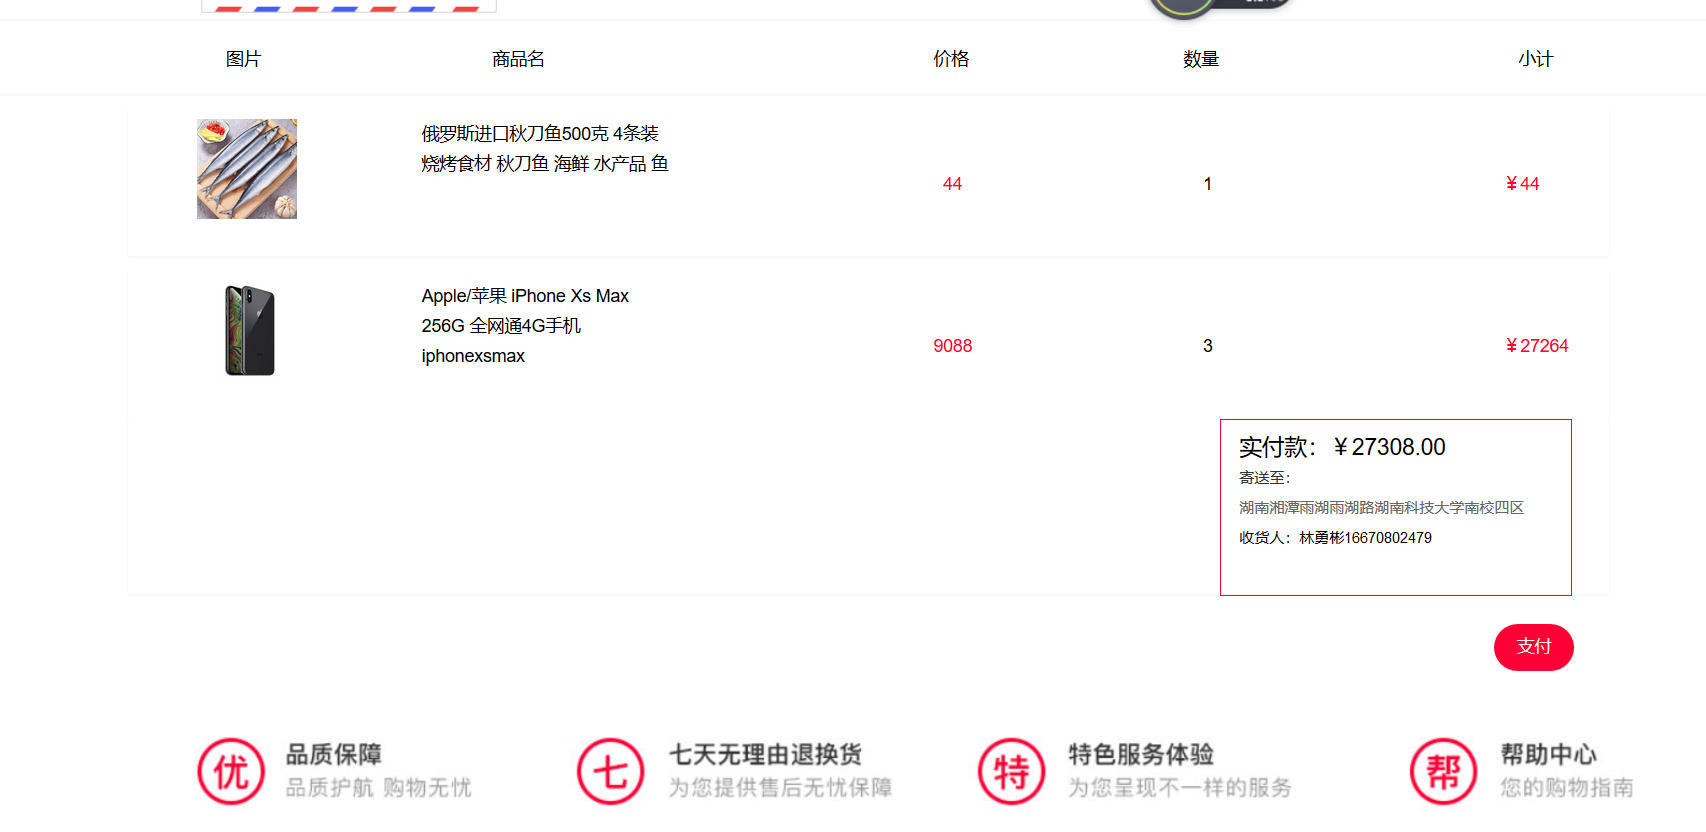 图片 商品名 价格 数量 小计
俄罗斯进口秋刀鱼500克 4条装
烧烤食材 秋刀鱼 海鲜 水产品 鱼
44 1 ￥44
Apple/苹果 iPhone Xs Max
256G 全网通4G手机
iphonexsmax
9088 3 ￥27264
实付款：￥27308.00
寄送至：
湖南湘潭雨湖雨湖路湖南科技大学南校四区
收货人：林勇彬16670802479
支付
优 品质保障
品质护航 购物无忧
七 七天无理由退换货
为您提供售后无忧保障
特 特色服务体验
为您呈现不一样的服务
帮 帮助中心
您的购物指南